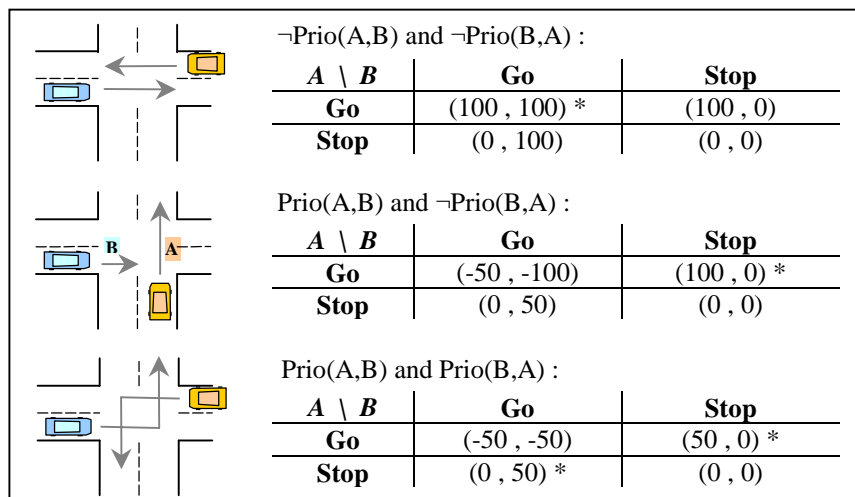 ¬Prio(A,B) and ¬Prio(B,A) :
A \ B Go Stop
Go (100 , 100) * (100 , 0)
Stop (0 , 100) (0 , 0)
Prio(A,B) and ¬Prio(B,A) :
B A
A \ B Go Stop
Go (-50 , -100) (100 , 0) *
Stop (0 , 50) (0 , 0)
Prio(A,B) and Prio(B,A) :
A \ B Go Stop
Go (-50 , -50) (50 , 0) *
Stop (0 , 50) * (0 , 0)